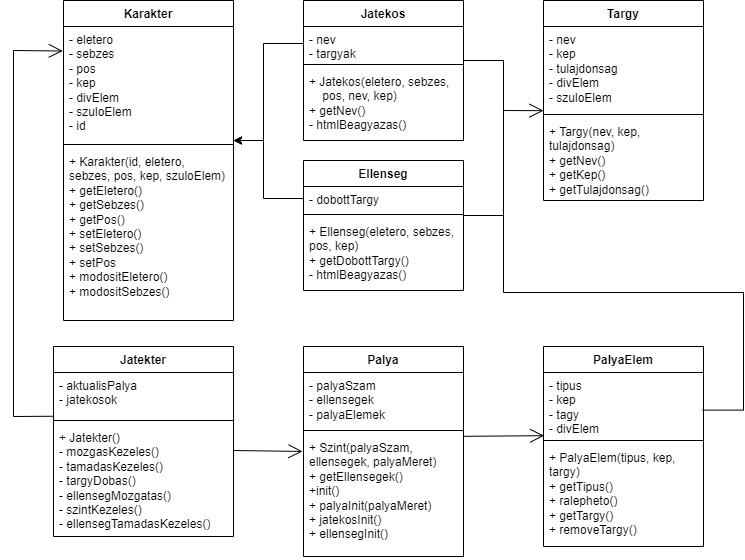 Karakter
- eletero
- sebzes
- pos
- kep
- divElem
- szuloElem
- id
+ Karakter(id, eletero,
sebzes, pos, kep, szuloElem)
+ getEletero()
+ getSebzes()
+ getPos()
+ setEletero()
+ setSebzes()
+ setPos
+ modositEletero()
+ modositSebzes()
Jatekos
- nev
- targyak
+ Jatekos(eletero, sebzes,
pos, nev, kep)
+ getNev()
- htmlBeagyazas()
Targy
- nev
- kep
- tulajdonsag
- divElem
- szuloElem
+ Targy(nev, kep,
tulajdonsag)
+ getNev()
+ getKep()
+ getTulajdonsag()
Ellenseg
- dobottTargy
+ Ellenseg(eletero, sebzes,
pos, kep)
+ getDobottTargy()
- htmlBeagyazas()
Jatekter
- aktualisPalya
- jatekosok
+ Jatekter()
- mozgasKezeles()
- tamadasKezeles()
- targyDobas()
- ellensegMozgatas()
- szintKezeles()
- ellensegTamadasKezeles()
Palya
- palyaSzam
- ellensegek
- palyaElemek
+ Szint(palyaSzam,
ellensegek, palyaMeret)
+ getEllensegek()
+init()
+ palyaInit(palyaMeret)
+ jatekosInit()
+ ellensegInit()
PalyaElem
- tipus
- kep
- tagy
- divElem
+ PalyaElem(tipus, kep,
targy)
+ getTipus()
+ ralepheto()
+ getTargy()
+ removeTargy()